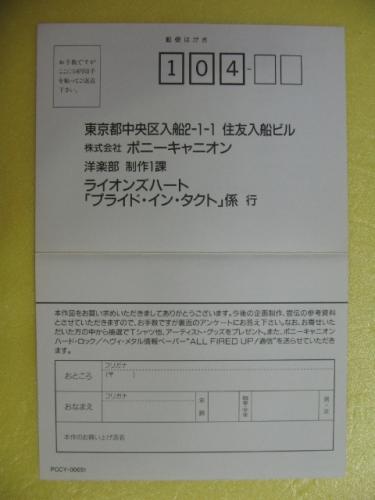 郵便はがき
お手数ですが
ここに50円切手
を貼ってご送付
下さい。
104-
東京都中央区入船2-1-1 住友入船ビル
株式会社 ポニーキャニオン
洋楽部 制作1課
ライオンズハート
「プライド・イン・タクト」係 行
本作品をお買い求めいただきましてありがとうございます。今後の企画制作、宣伝の参考資料
とさせていただきますので、お手数ですが裏面のアンケートにお答え下さい。なお、お寄せいた
だいた方の中から抽選でTシャツ他、アーティスト・グッズをプレゼント。また、ポニーキャニオン
ハード・ロック/ヘヴィ・メタル情報ペーパー"ALL FIRED UP/通信"を送らせていただき
ます。
フリガナ
おところ
(〒 )
フリガナ
おなまえ
年齢
男・女
本作のお買い上げ店名
PCCY-00651